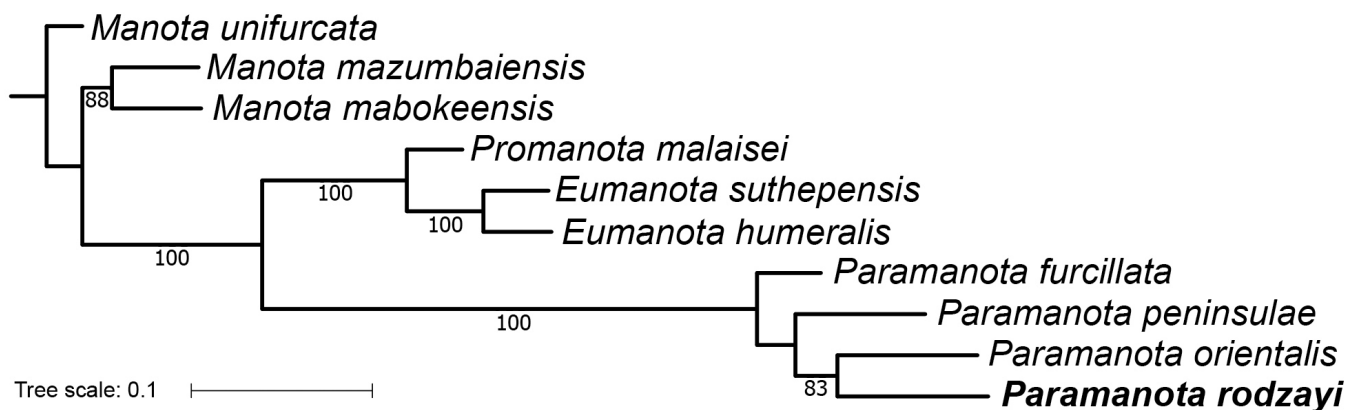 Manota unifurcata
Manota mazumbaiensis
88
Manota mabokeensis
Promanota malaisei
100
Eumanota suthepensis
100
Eumanota humeralis
100
Paramanota furcillata
100
Paramanota peninsulae
Paramanota orientalis
83
Paramanota rodzayi
Tree scale: 0.1